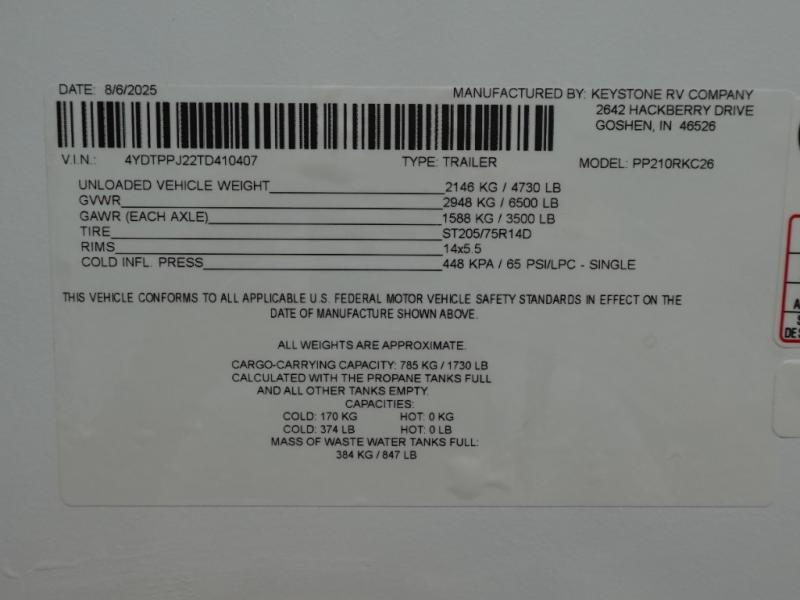 DATE: 8/6/2025
MANUFACTURED BY: KEYSTONE RV COMPANY
2642 HACKBERRY DRIVE
GOSHEN, IN 46526
V.I.N.: 4YDTPPJ22TD410407 TYPE: TRAILER MODEL: PP210RKC26
UNLOADED VEHICLE WEIGHT 2146 KG / 4730 LB
GVWR 2948 KG / 6500 LB
GAWR (EACH AXLE) 1588 KG / 3500 LB
TIRE ST205/75R14D
RIMS 14x5.5
COLD INFL. PRESS 448 KPA / 65 PSI/LPC - SINGLE
THIS VEHICLE CONFORMS TO ALL APPLICABLE U.S. FEDERAL MOTOR VEHICLE SAFETY STANDARDS IN EFFECT ON THE
DATE OF MANUFACTURE SHOWN ABOVE.
ALL WEIGHTS ARE APPROXIMATE.
CARGO-CARRYING CAPACITY: 785 KG / 1730 LB
CALCULATED WITH THE PROPANE TANKS FULL
AND ALL OTHER TANKS EMPTY.
CAPACITIES:
COLD: 170 KG HOT: 0 KG
COLD: 374 LB HOT: 0 LB
MASS OF WASTE WATER TANKS FULL:
384 KG / 847 LB